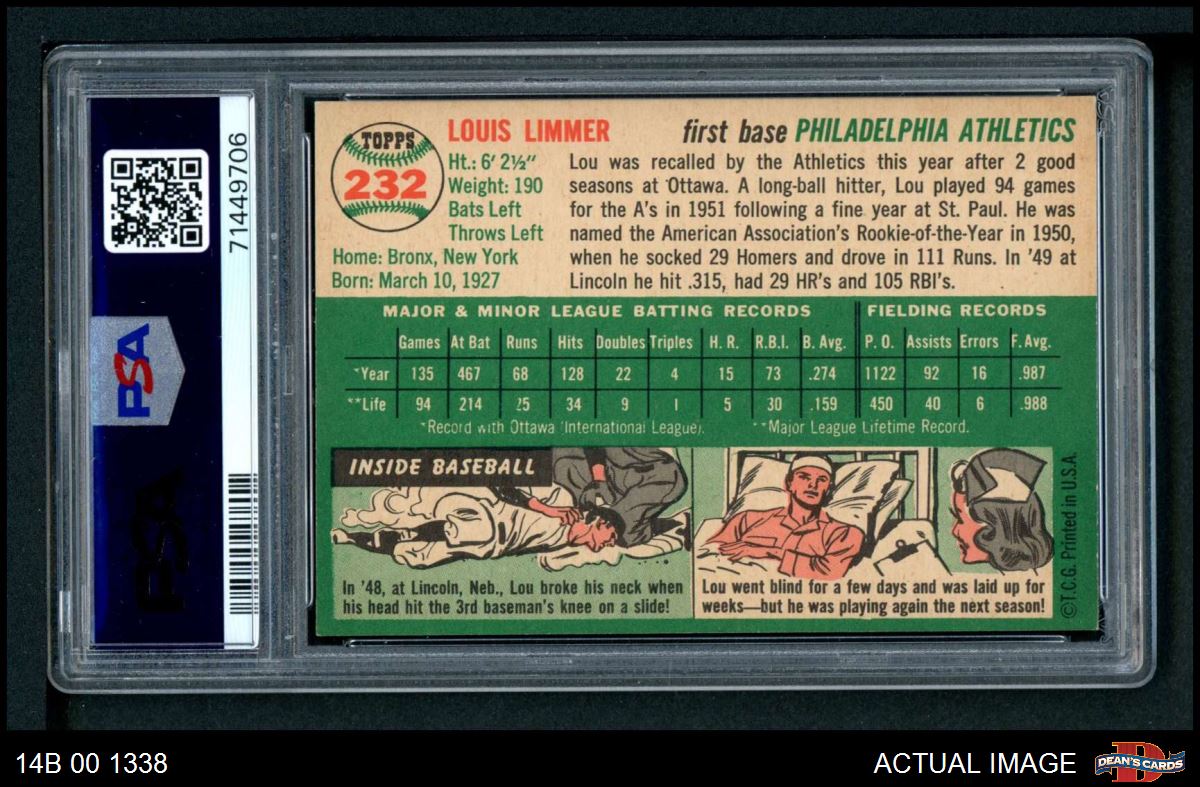 71449706
PSA
PSA
TOPPS
232
LOUIS LIMMER
first base PHILADELPHIA ATHLETICS
Ht.: 6' 2½"
Weight: 190
Bats Left
Throws Left
Home: Bronx, New York
Born: March 10, 1927
Lou was recalled by the Athletics this year after 2 good
seasons at Ottawa. A long-ball hitter, Lou played 94 games
for the A's in 1951 following a fine year at St. Paul. He was
named the American Association's Rookie-of-the-Year in 1950,
when he socked 29 Homers and drove in 111 Runs. In '49 at
Lincoln he hit .315, had 29 HR's and 105 RBI's.
MAJOR & MINOR LEAGUE BATTING RECORDS FIELDING RECORDS
Games At Bat Runs Hits Doubles Triples H. R. R.B.I. B. Avg. P. O. Assists Errors F. Avg.
*Year 135 467 68 128 22 4 15 73 .274 1122 92 16 .987
**Life 94 214 25 34 9 1 5 30 .159 450 40 6 .988
*Record with Ottawa (International League). **Major League Lifetime Record.
INSIDE BASEBALL
In '48, at Lincoln, Neb., Lou broke his neck when
his head hit the 3rd baseman's knee on a slide!
Lou went blind for a few days and was laid up for
weeks—but he was playing again the next season!
©T.C.G. Printed in U.S.A.
14B 00 1338
ACTUAL IMAGE
DEAN'S CARDS